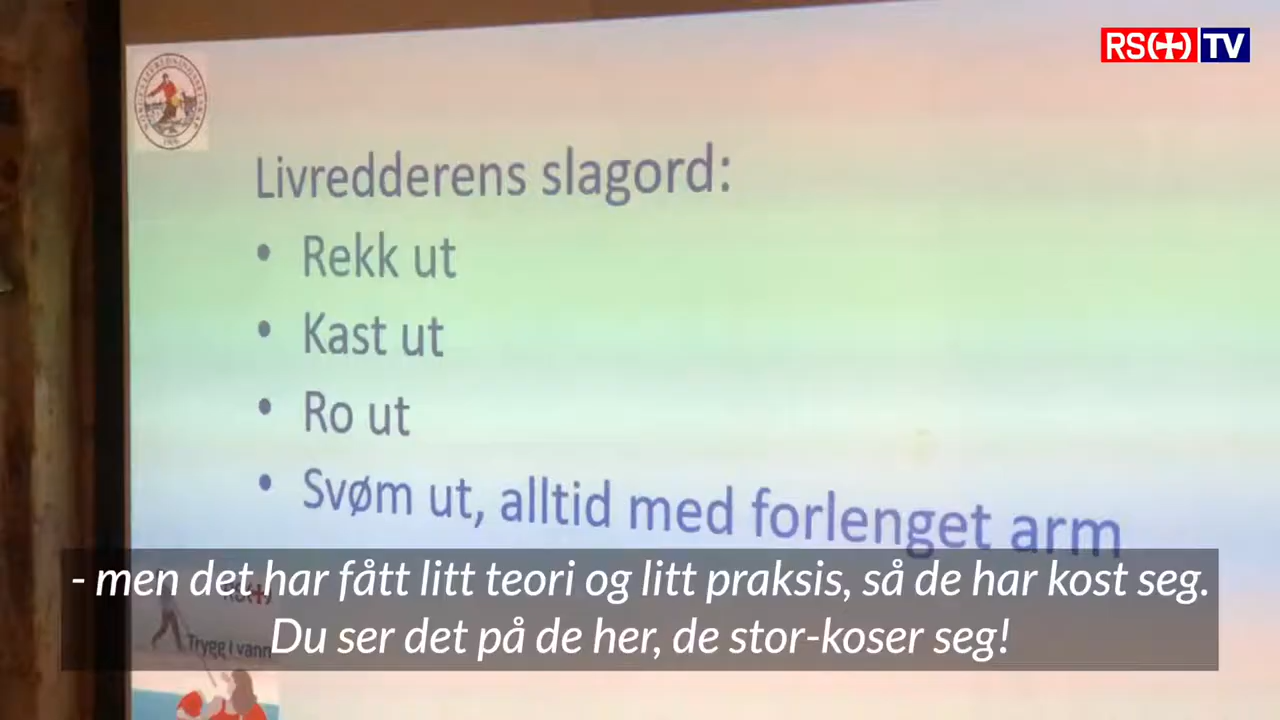 RS TV
Livredderens slagord:
• Rekk ut
• Kast ut
• Ro ut
• Svøm ut, alltid med forlenget arm
- men det har fått litt teori og litt praksis, så de har kost seg.
Du ser det på de her, de stor-koser seg!
Trygg i vann